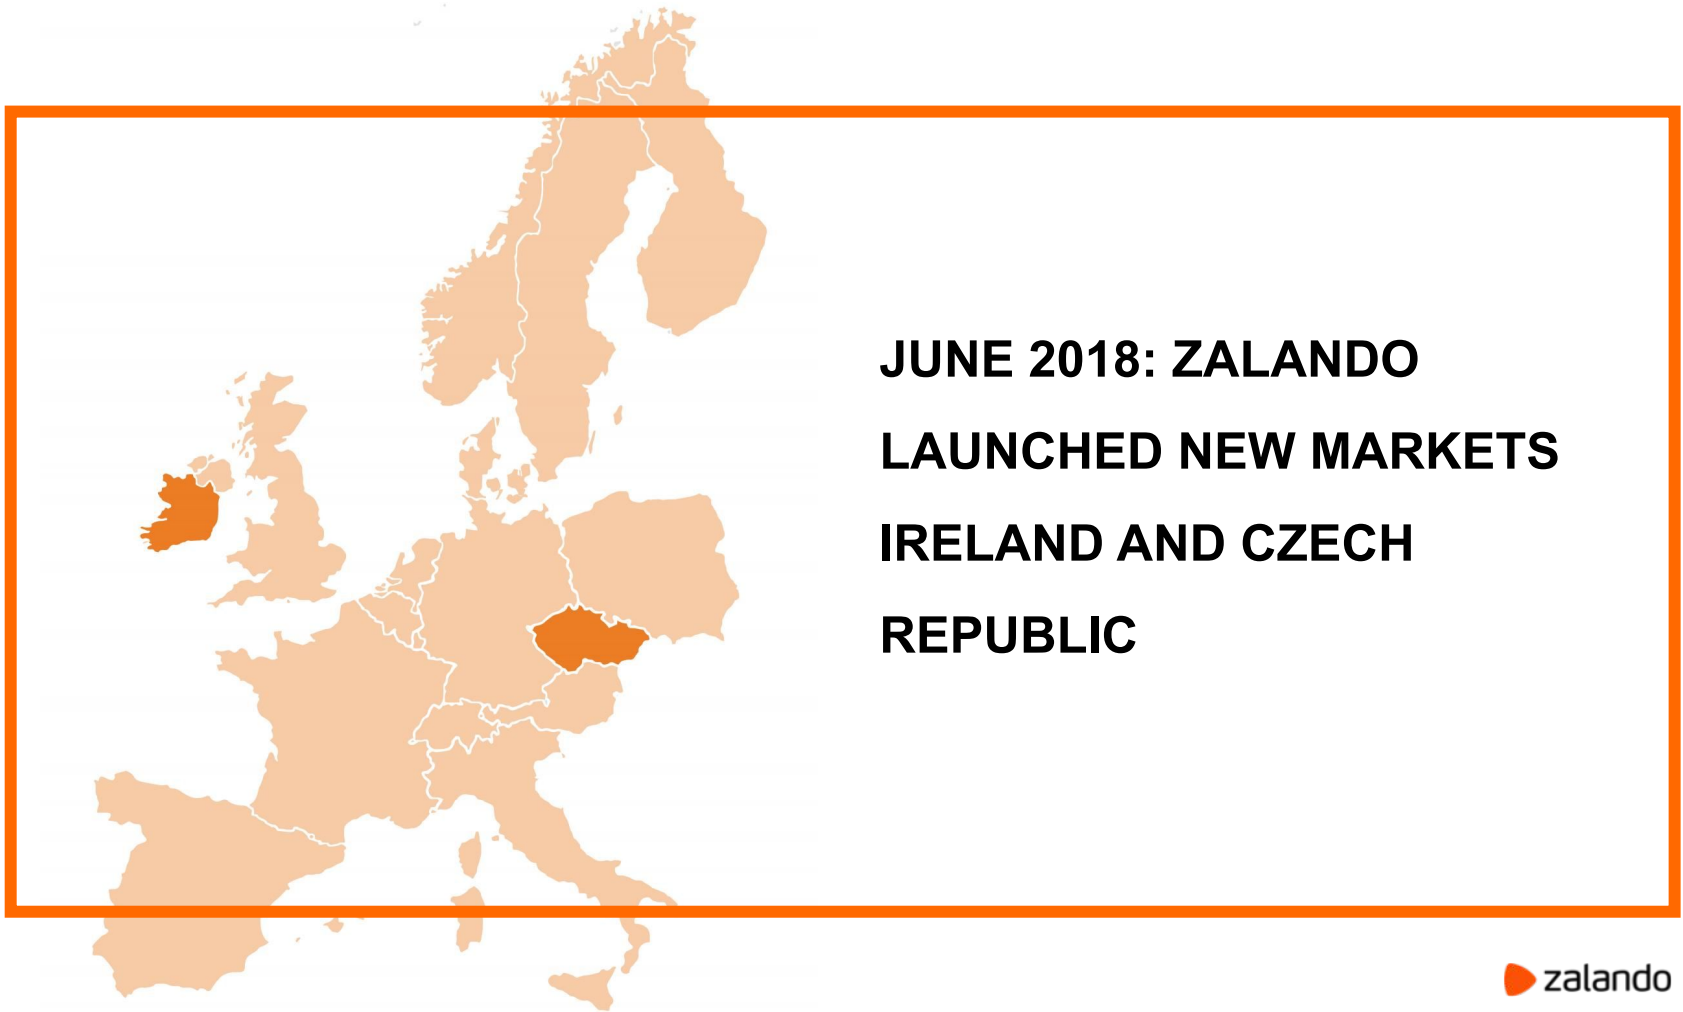 JUNE 2018: ZALANDO
LAUNCHED NEW MARKETS
IRELAND AND CZECH
REPUBLIC
zalando